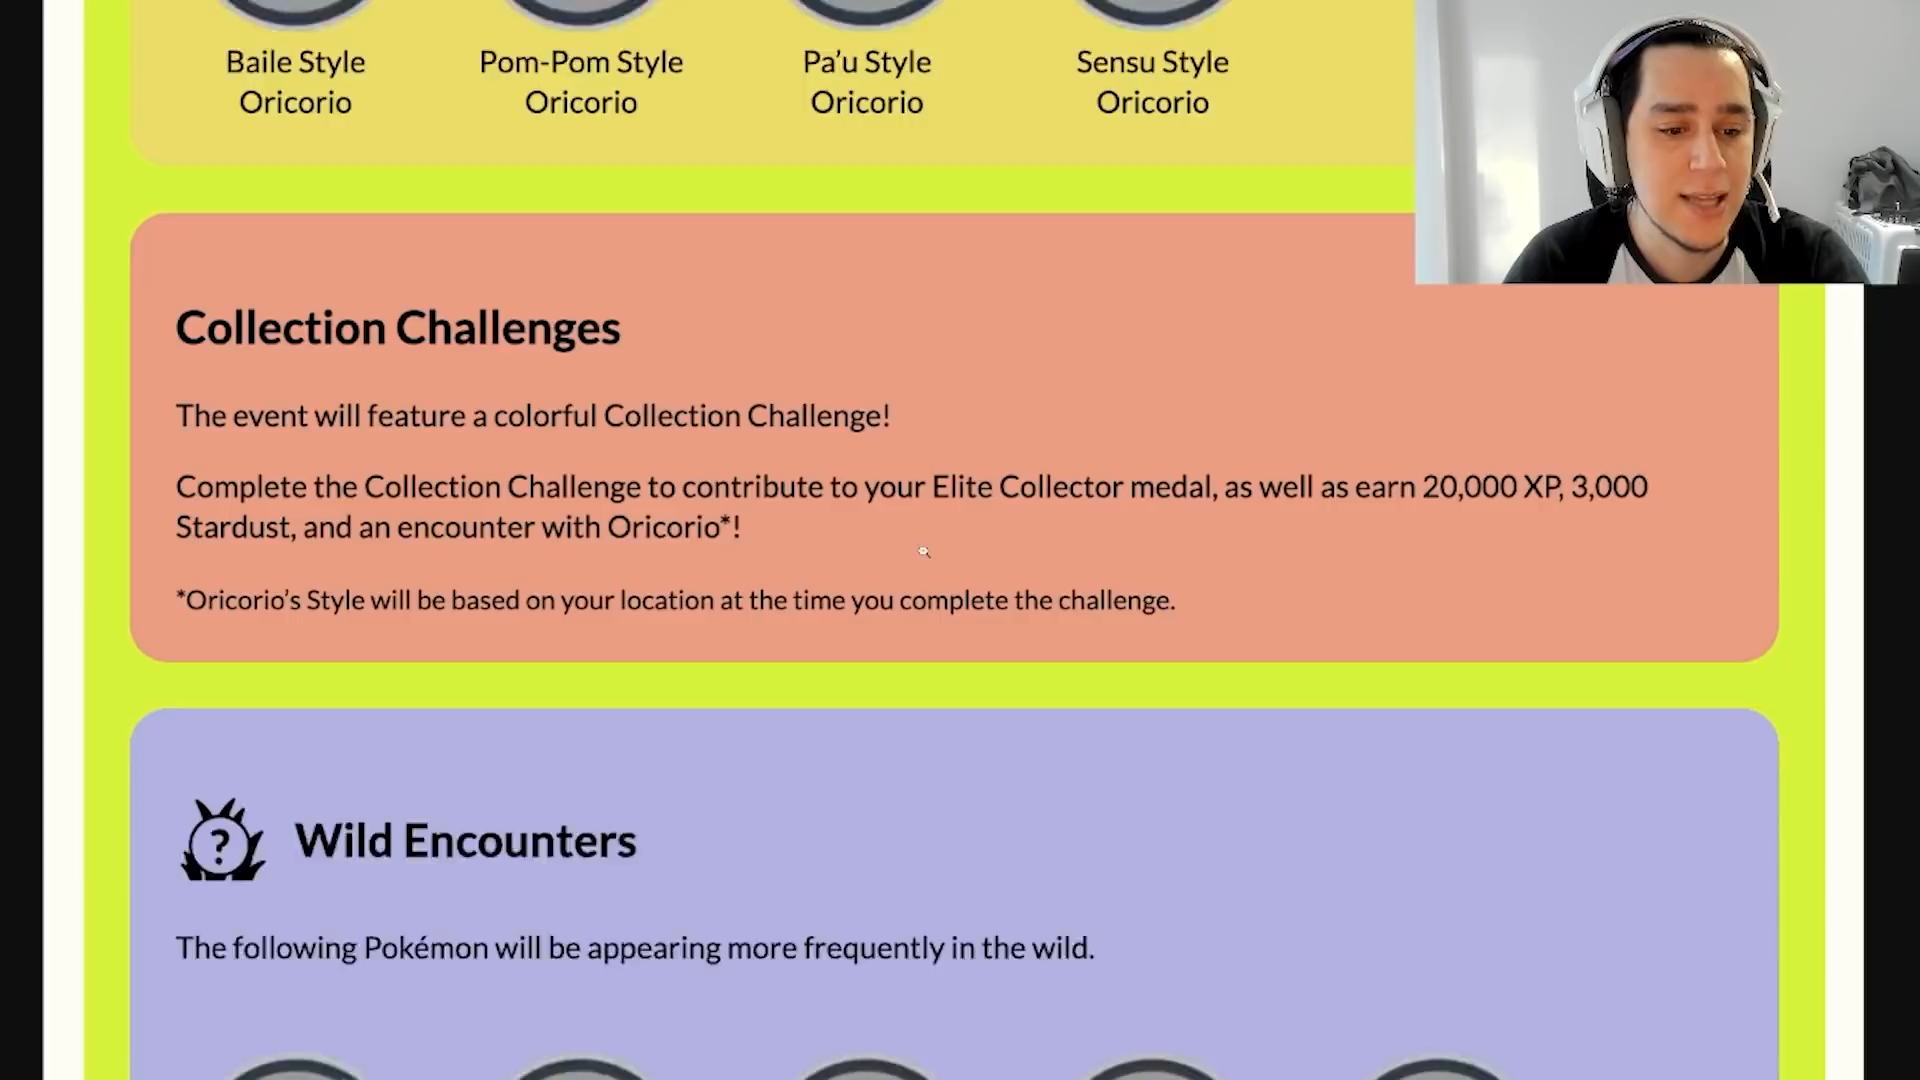 Baile Style
Oricorio
Pom-Pom Style
Oricorio
Pa’u Style
Oricorio
Sensu Style
Oricorio
Collection Challenges
The event will feature a colorful Collection Challenge!
Complete the Collection Challenge to contribute to your Elite Collector medal, as well as earn 20,000 XP, 3,000
Stardust, and an encounter with Oricorio*!
*Oricorio’s Style will be based on your location at the time you complete the challenge.
?
Wild Encounters
The following Pokémon will be appearing more frequently in the wild.